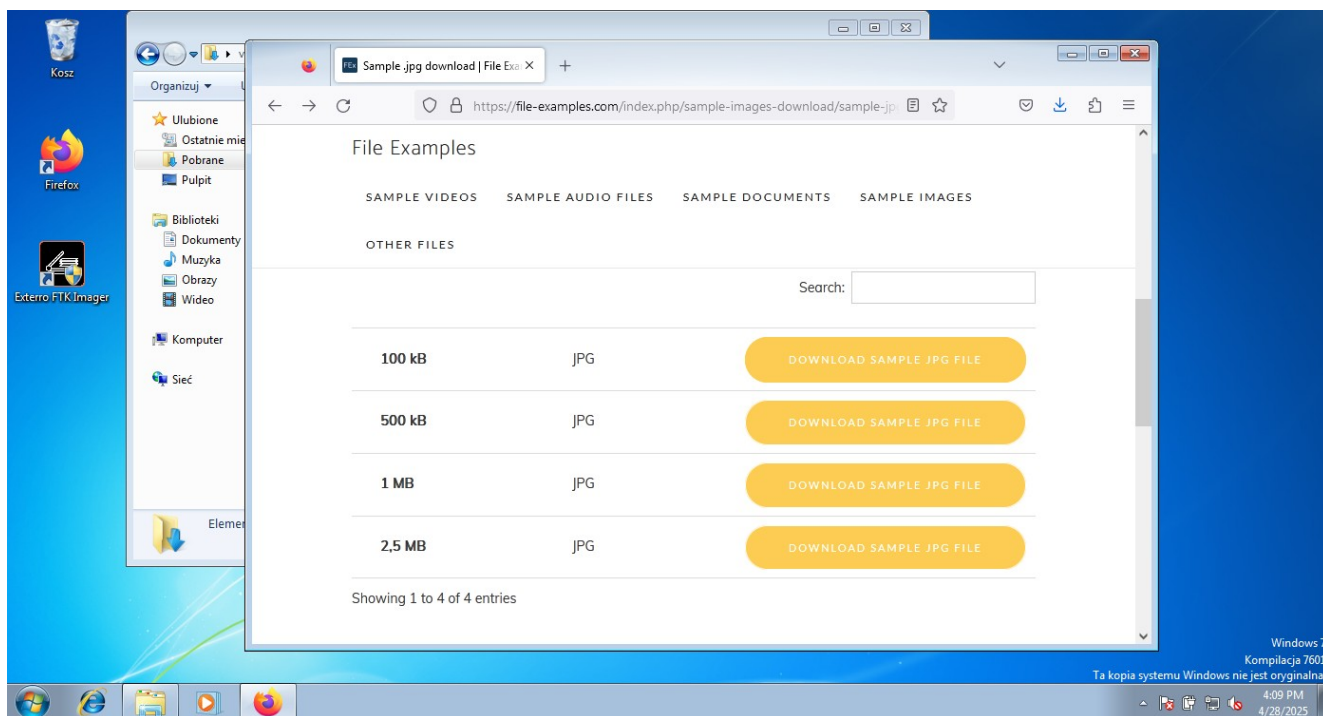 Kosz
Firefox
Exterro FTK Imager
Organizuj
Ulubione
Ostatnie mie
Pobrane
Pulpit
Biblioteki
Dokumenty
Muzyka
Obrazy
Wideo
Komputer
Sieć
Elemen
FEx Sample .jpg download | File Exa
https://file-examples.com/index.php/sample-images-download/sample-jp
File Examples
SAMPLE VIDEOS SAMPLE AUDIO FILES SAMPLE DOCUMENTS SAMPLE IMAGES
OTHER FILES
Search:
100 kB JPG DOWNLOAD SAMPLE JPG FILE
500 kB JPG DOWNLOAD SAMPLE JPG FILE
1 MB JPG DOWNLOAD SAMPLE JPG FILE
2,5 MB JPG DOWNLOAD SAMPLE JPG FILE
Showing 1 to 4 of 4 entries
Windows 7
Kompilacja 7601
Ta kopia systemu Windows nie jest oryginalna
4:09 PM
4/28/2025